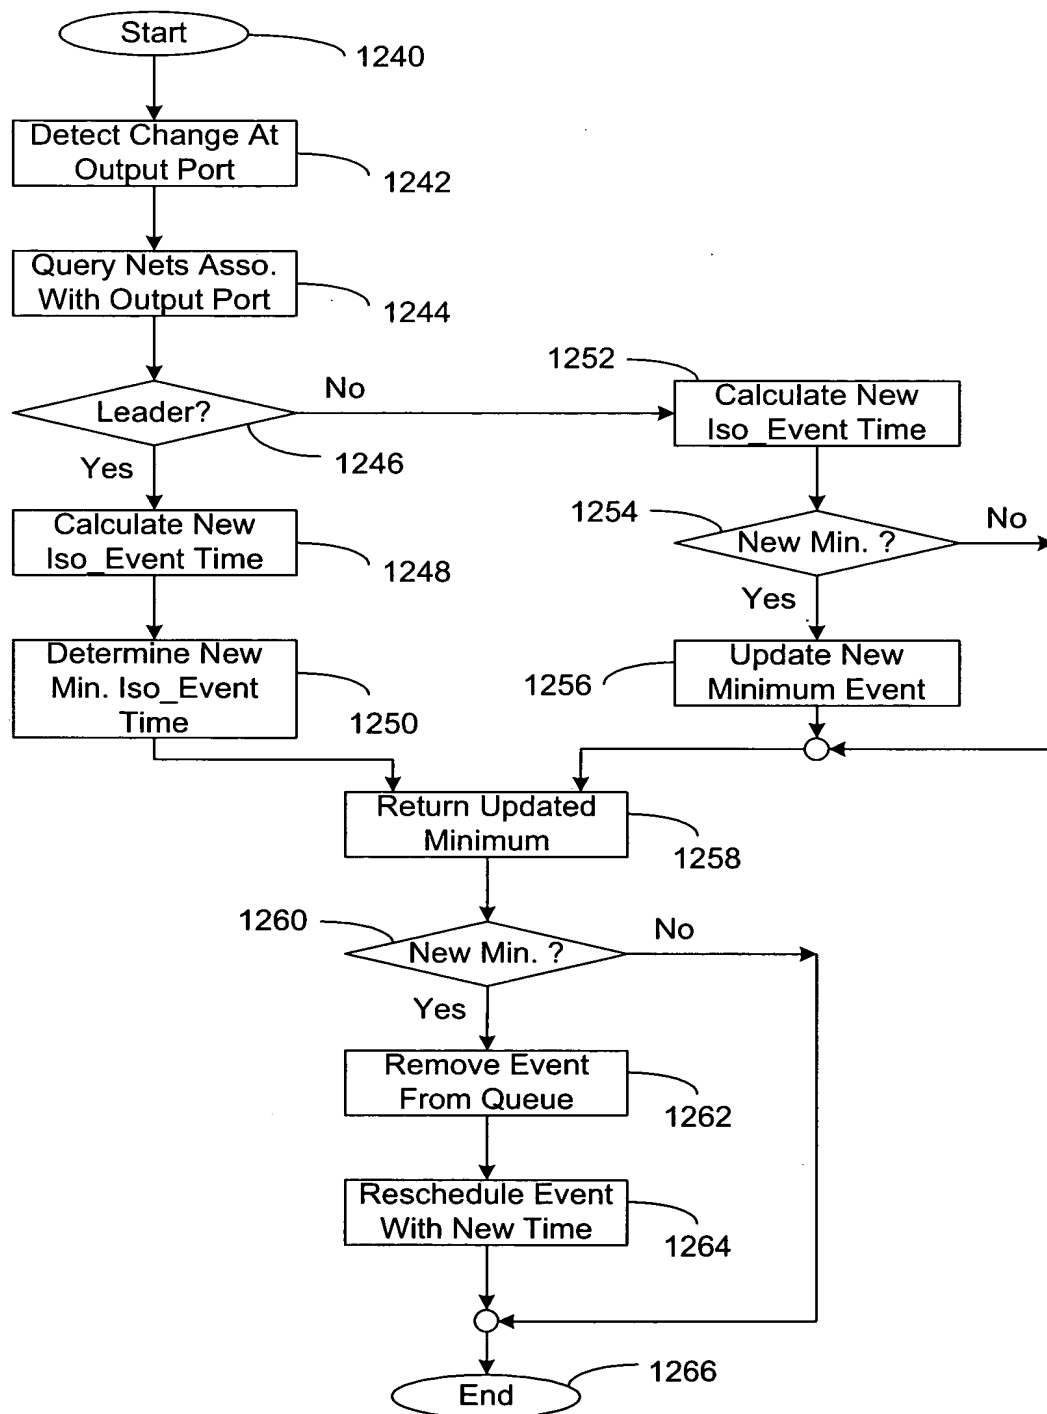 Start
1240
Detect Change At
Output Port
1242
Query Nets Asso.
With Output Port
1244
Leader?
No
1246
Yes
1252
Calculate New
Iso_Event Time
1254
New Min. ?
No
Yes
Calculate New
Iso_Event Time
1248
Determine New
Min. Iso_Event
Time
1250
1256
Update New
Minimum Event
Return Updated
Minimum
1258
1260
New Min. ?
No
Yes
Remove Event
From Queue
1262
Reschedule Event
With New Time
1264
1266
End